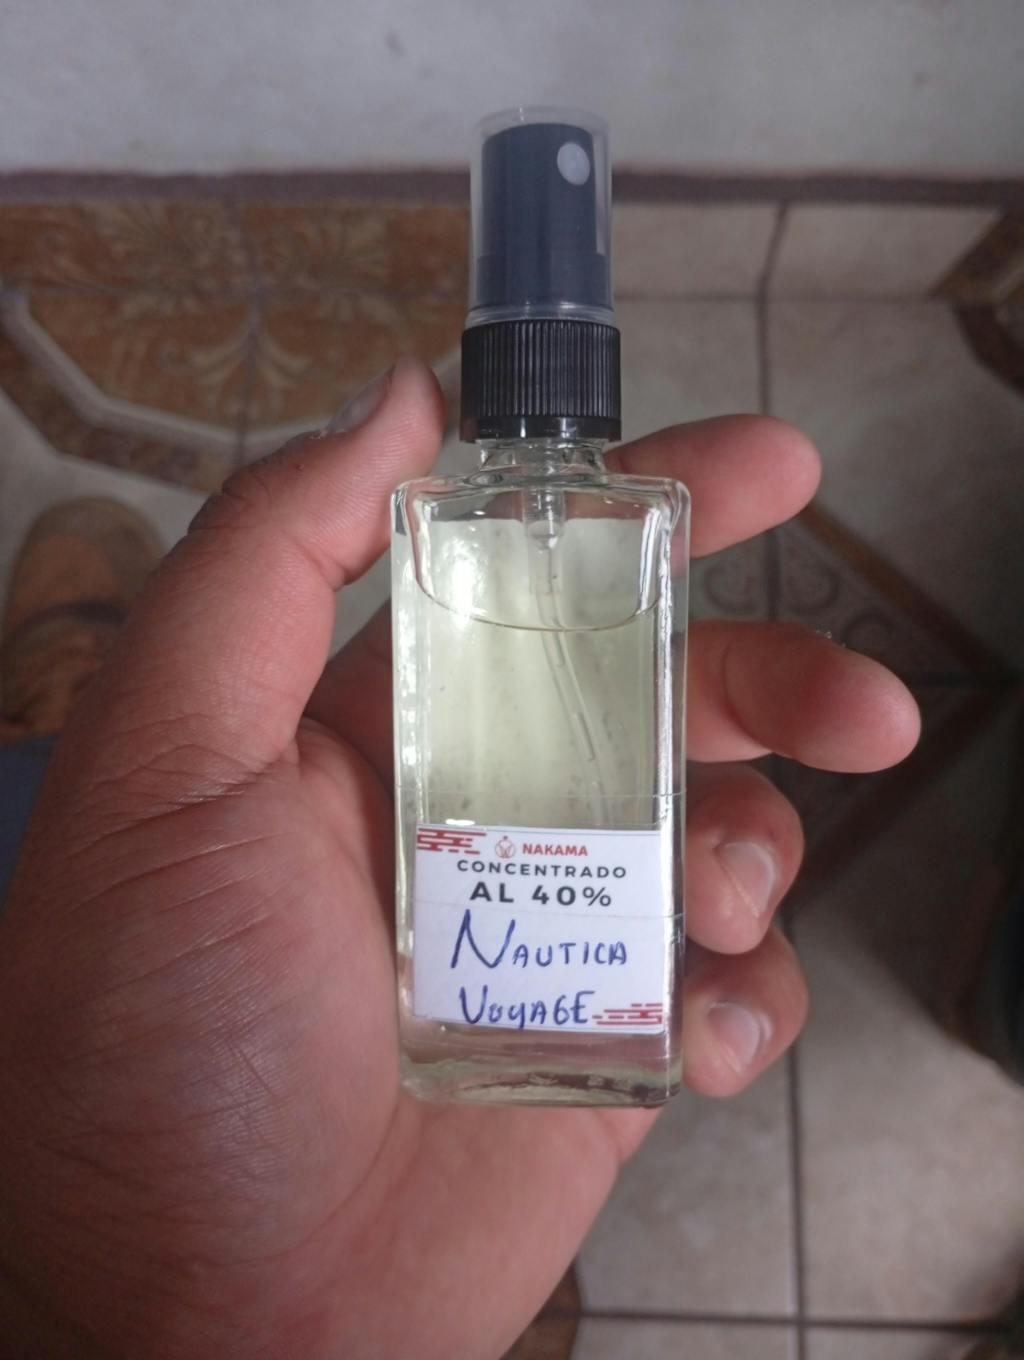 NAKAMA
CONCENTRADO
AL 40%
NAUTICA
VOYAGE